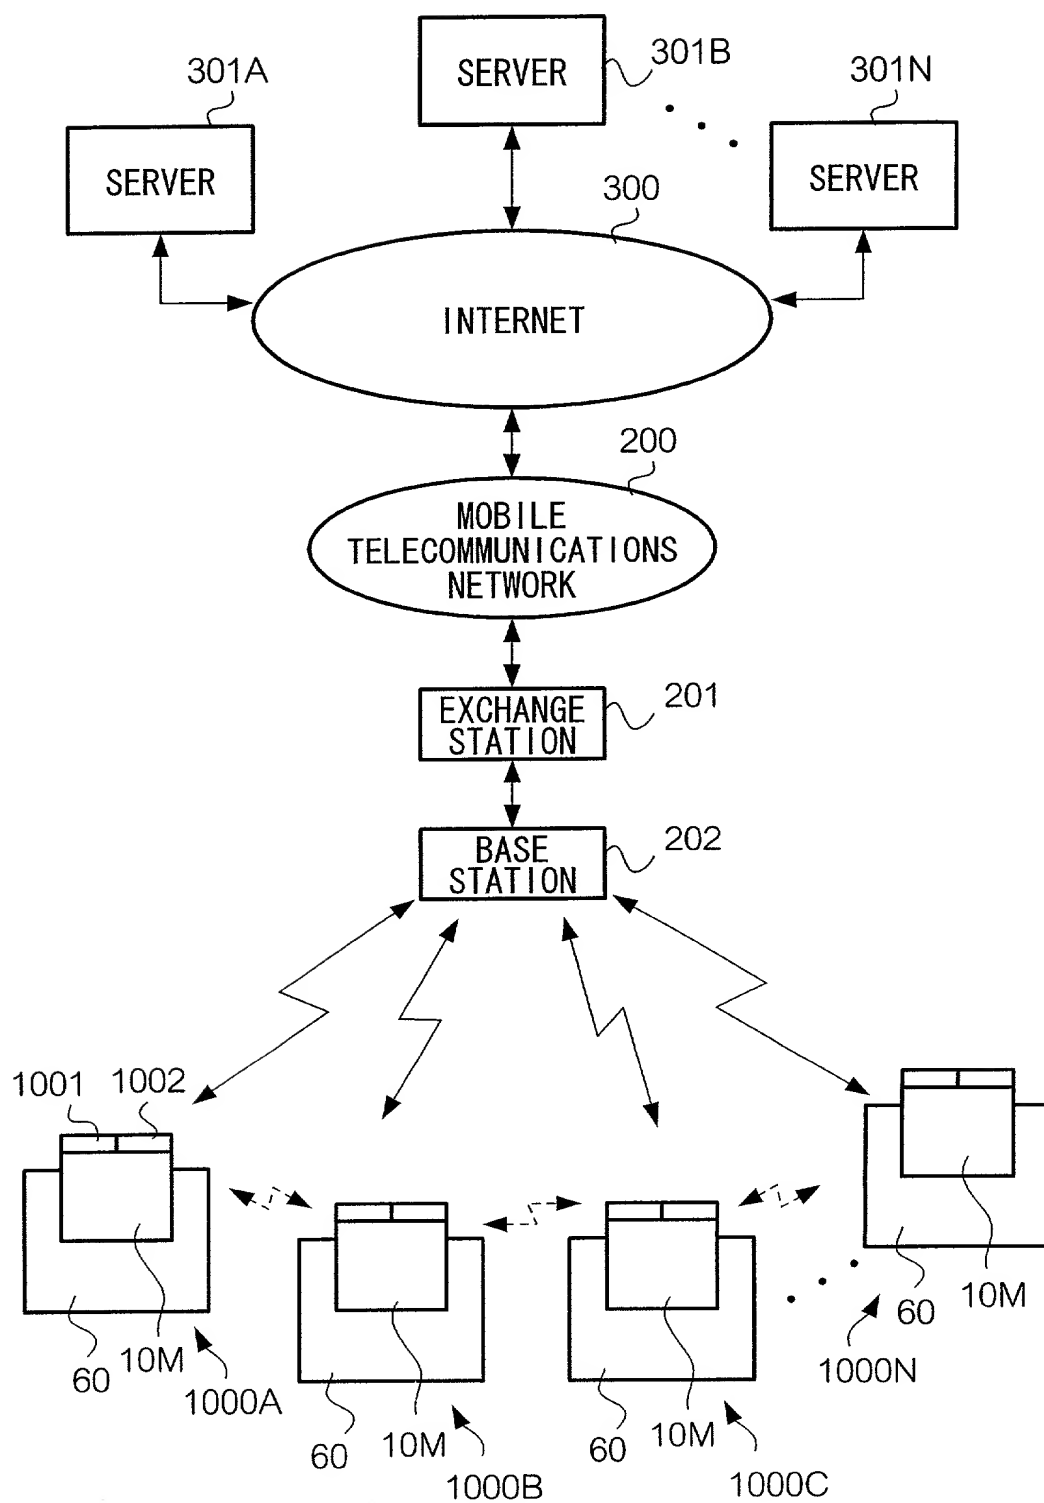 301A
SERVER
301B
301N
SERVER
SERVER
300
INTERNET
200
MOBILE
TELECOMMUNICATIONS
NETWORK
EXCHANGE
STATION
201
BASE
STATION
202
1001
1002
60
10M
1000A
60
10M
1000B
60
10M
1000C
60
10M
1000N